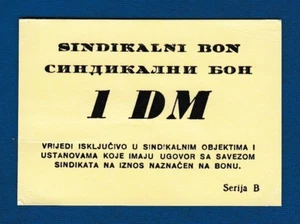 SINDIKALNI BON
СИНДИКАЛНИ БОН
1 DM
VRIJEDI ISKLJUČIVO U SINDIKALNIM OBJEKTIMA I
USTANOVAMA KOJE IMAJU UGOVOR SA SAVEZOM
SINDIKATA NA IZNOS NAZNAČEN NA BONU.
Serija B